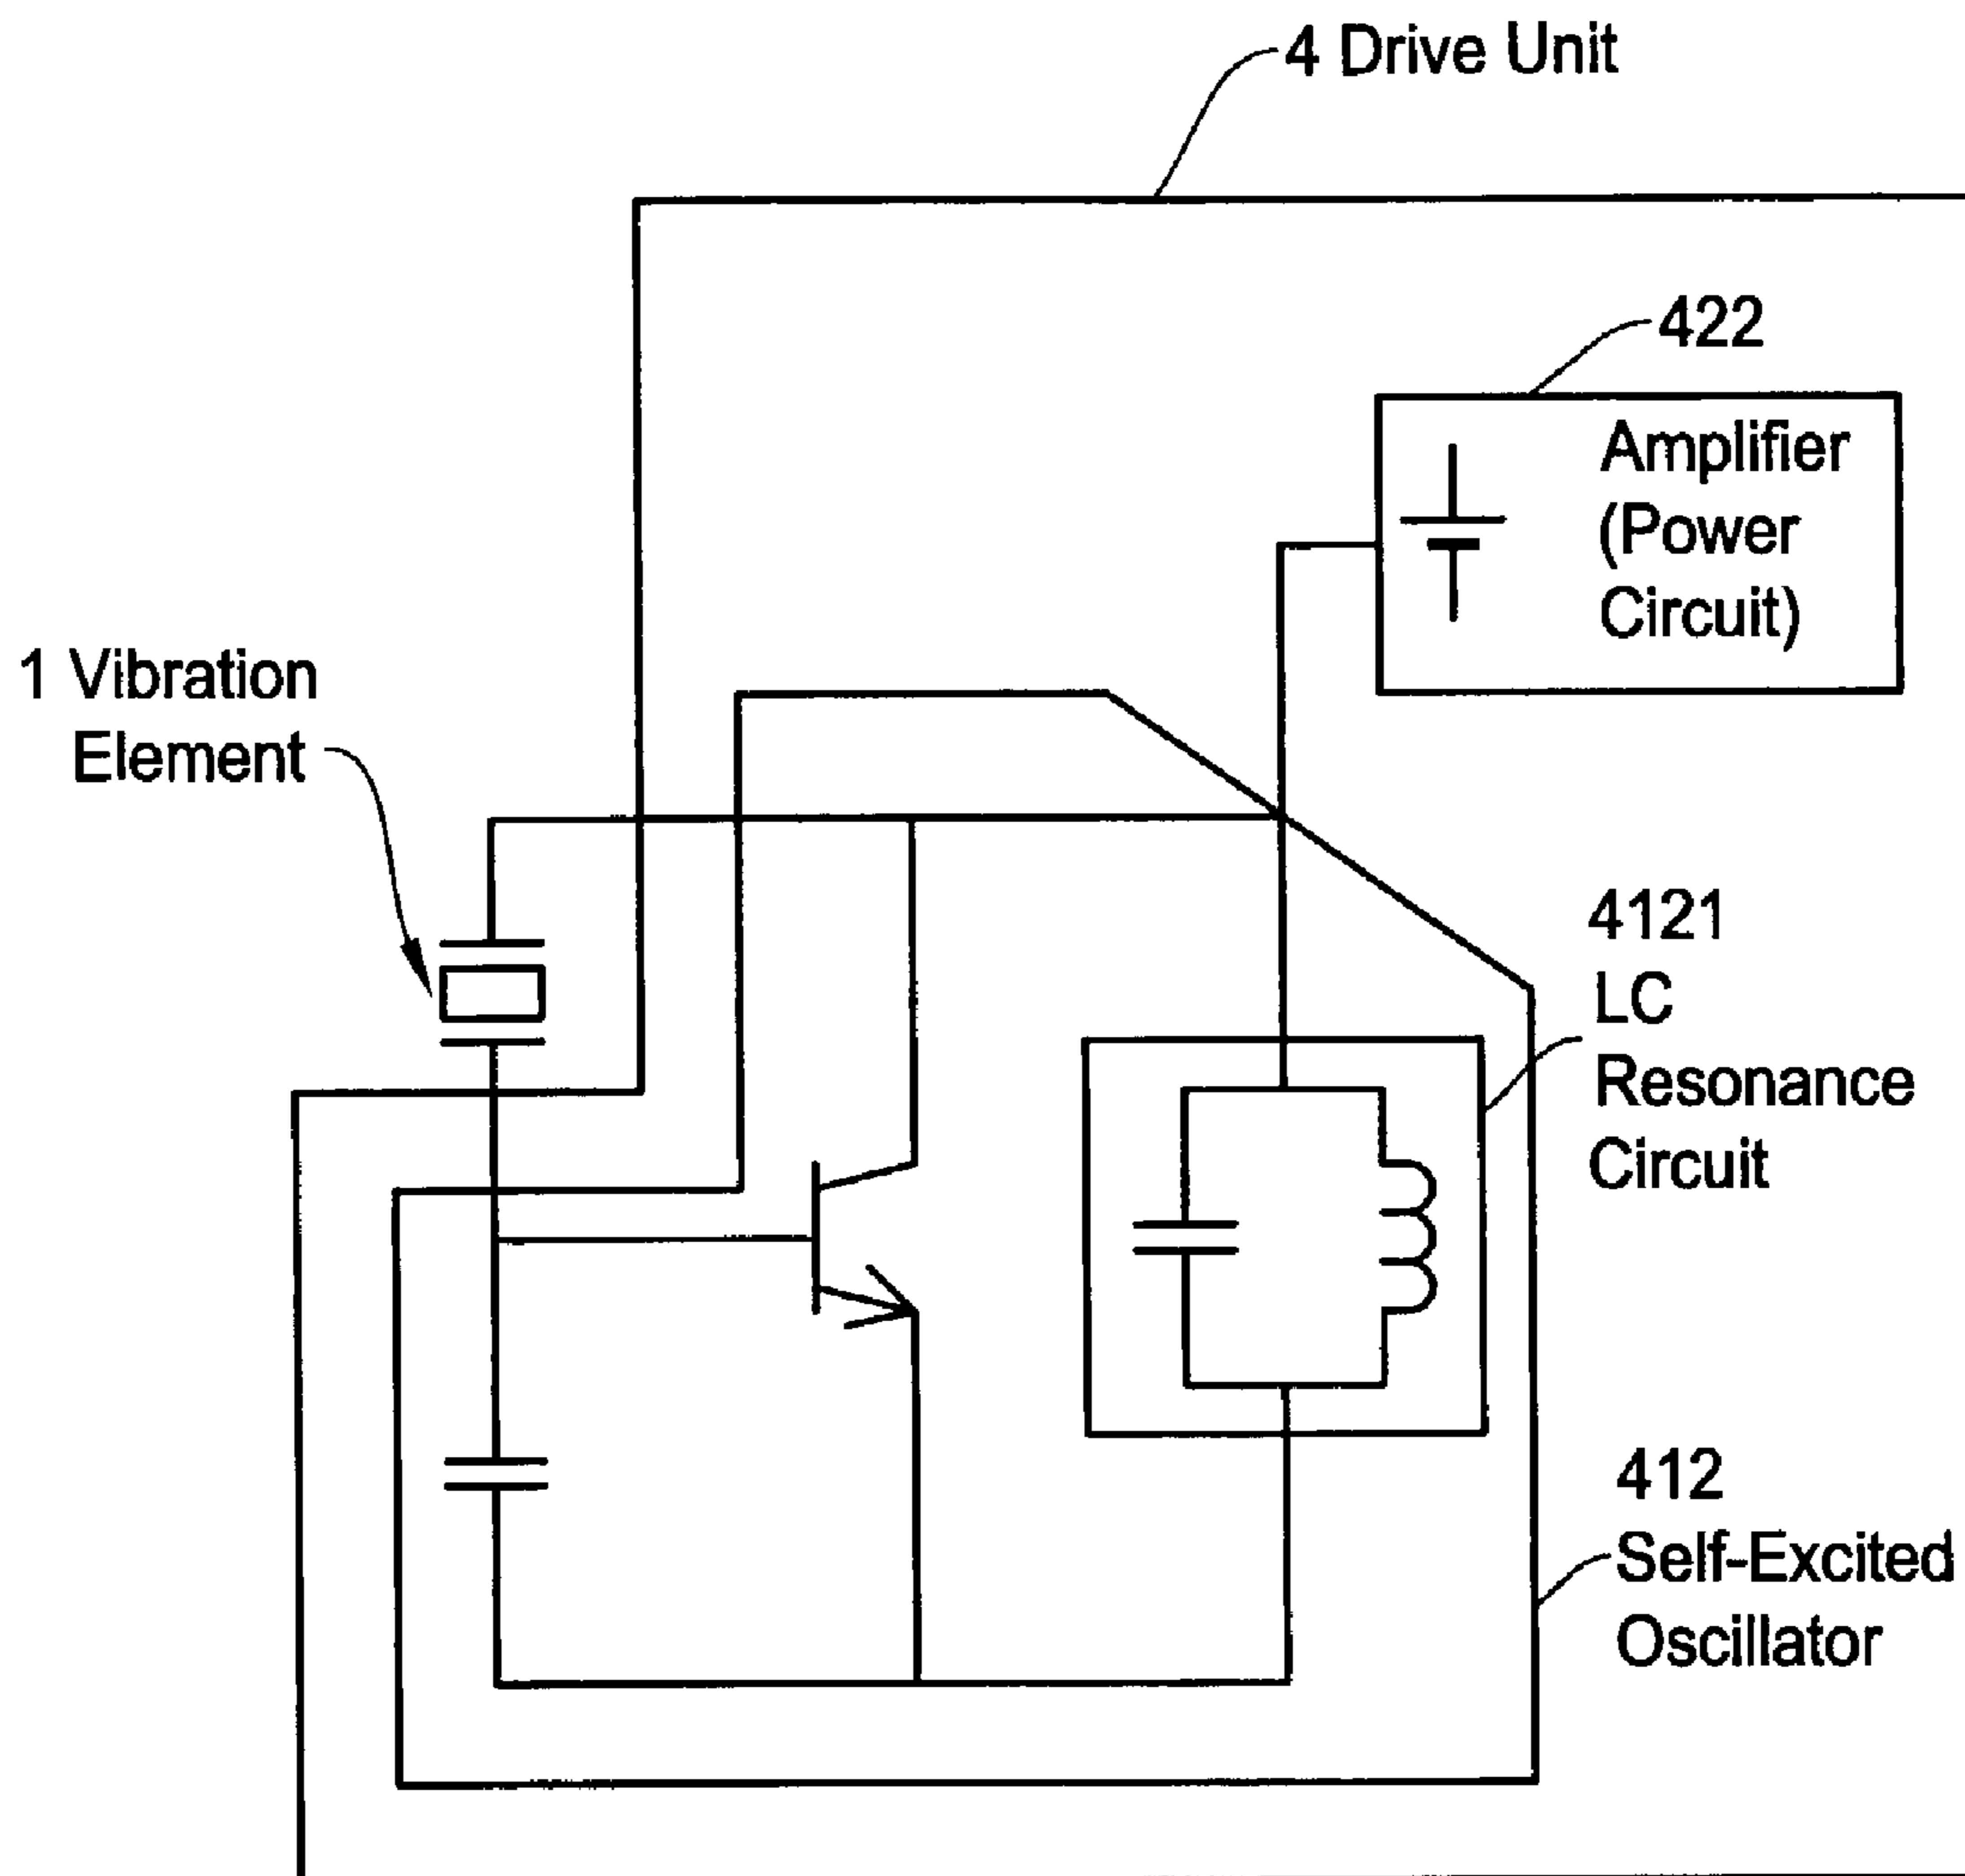 4 Drive Unit
422
Amplifier
(Power
Circuit)
1 Vibration
Element
4121
LC
Resonance
Circuit
412
Self-Excited
Oscillator